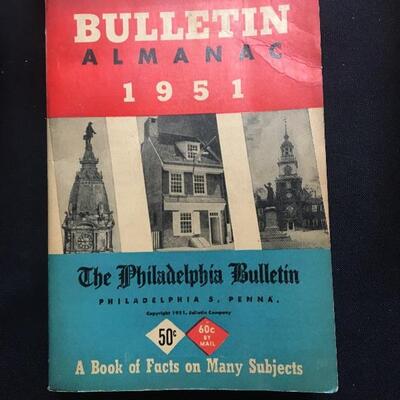 BULLETIN
ALMANAC
1951
The Philadelphia Bulletin
PHILADELPHIA 5, PENNA.
Copyright 1951, Bulletin Company
50¢
60¢
BY
MAIL
A Book of Facts on Many Subjects